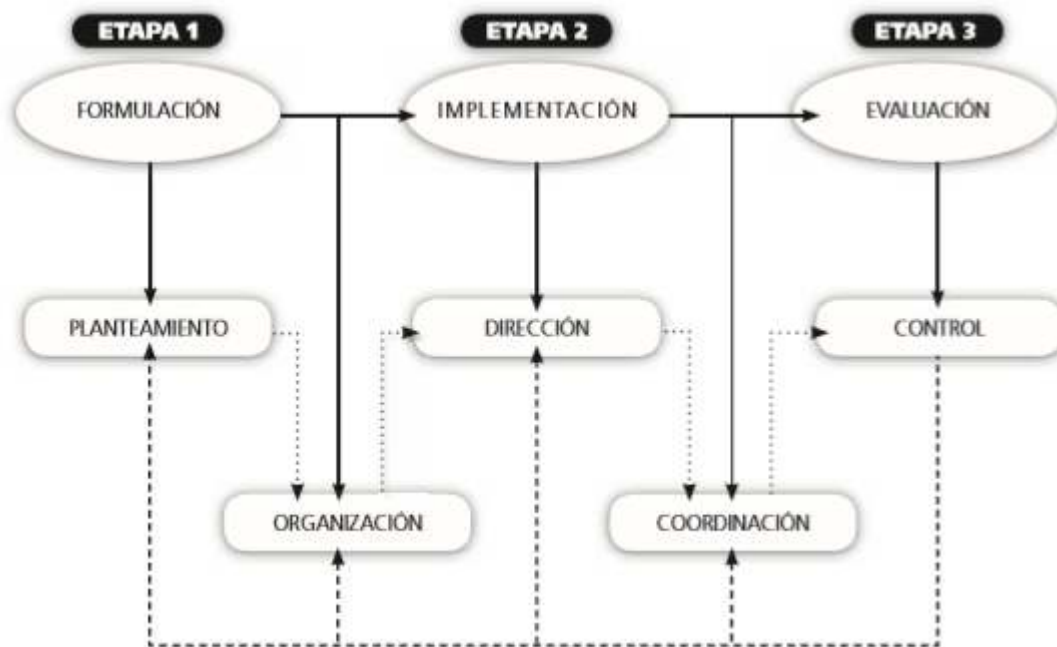 ETAPA 1
ETAPA 2
ETAPA 3
FORMULACIÓN
IMPLEMENTACIÓN
EVALUACIÓN
PLANTEAMIENTO
DIRECCIÓN
CONTROL
ORGANIZACIÓN
COORDINACIÓN